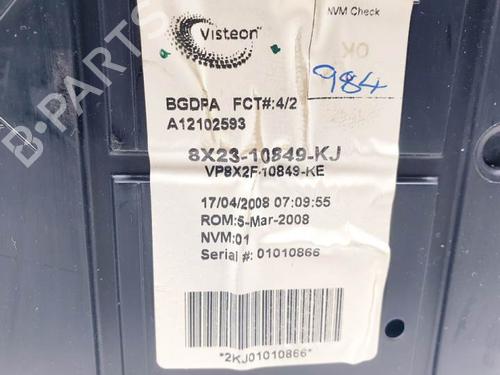 Visteon
NVM Check
OK
984
BGDPA FCT#:4/2
A12102593
8X23-10849-KJ
VP8X2F-10849-KE
17/04/2008 07:09:55
ROM:5-Mar-2008
NVM:01
Serial #: 01010866
*2KJ01010866*
B-Parts